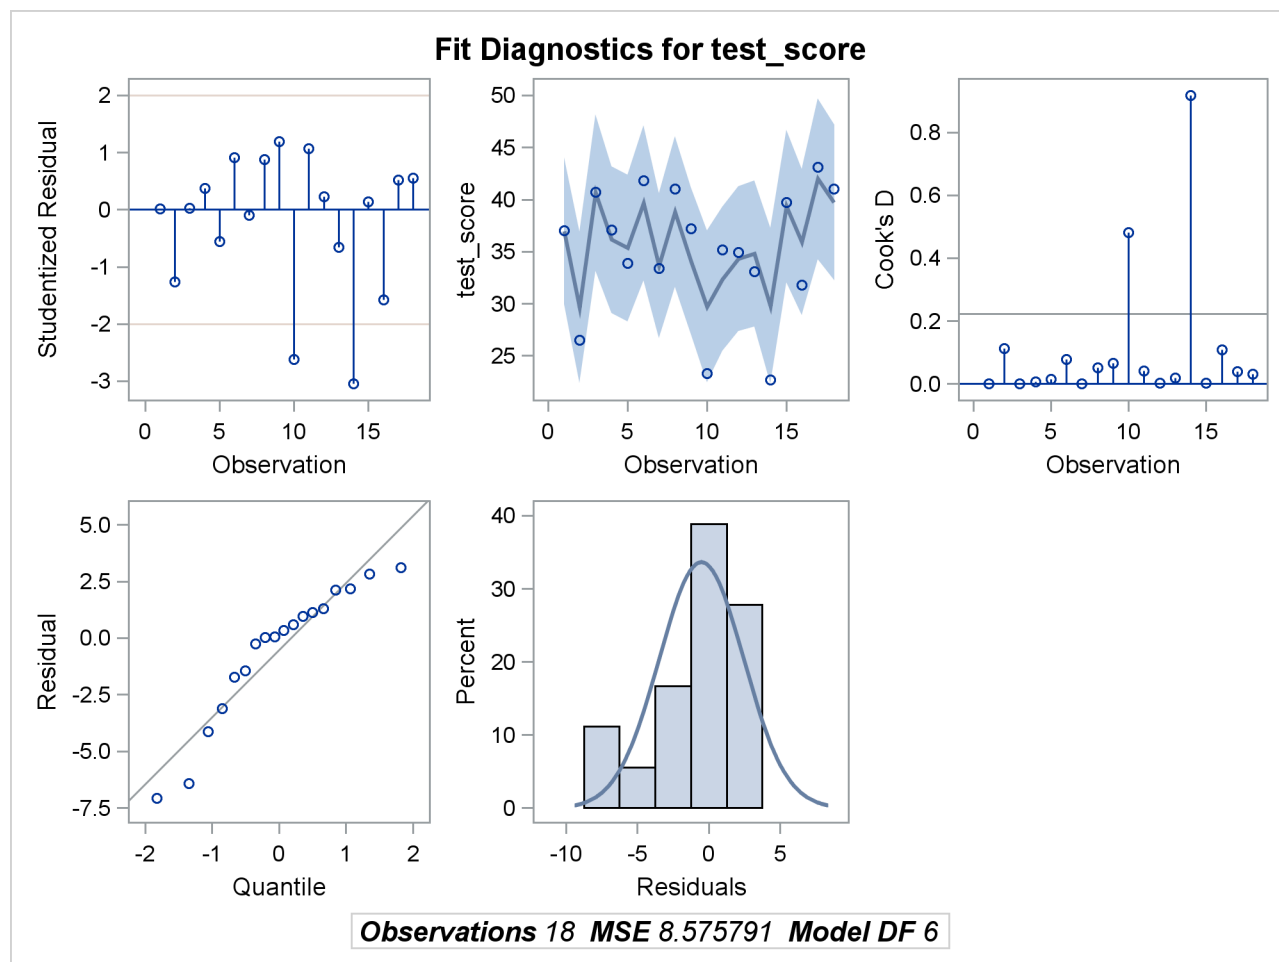 Fit Diagnostics for test_score
Studentized Residual
2
1
0
-1
-2
-3
0 5 10 15
Observation
test_score
50
45
40
35
30
25
0 5 10 15
Observation
Cook's D
0.8
0.6
0.4
0.2
0.0
0 5 10 15
Observation
Residual
5.0
2.5
0.0
-2.5
-5.0
-7.5
-2 -1 0 1 2
Quantile
Percent
40
30
20
10
0
-10 -5 0 5
Residuals
Observations 18 MSE 8.575791 Model DF 6